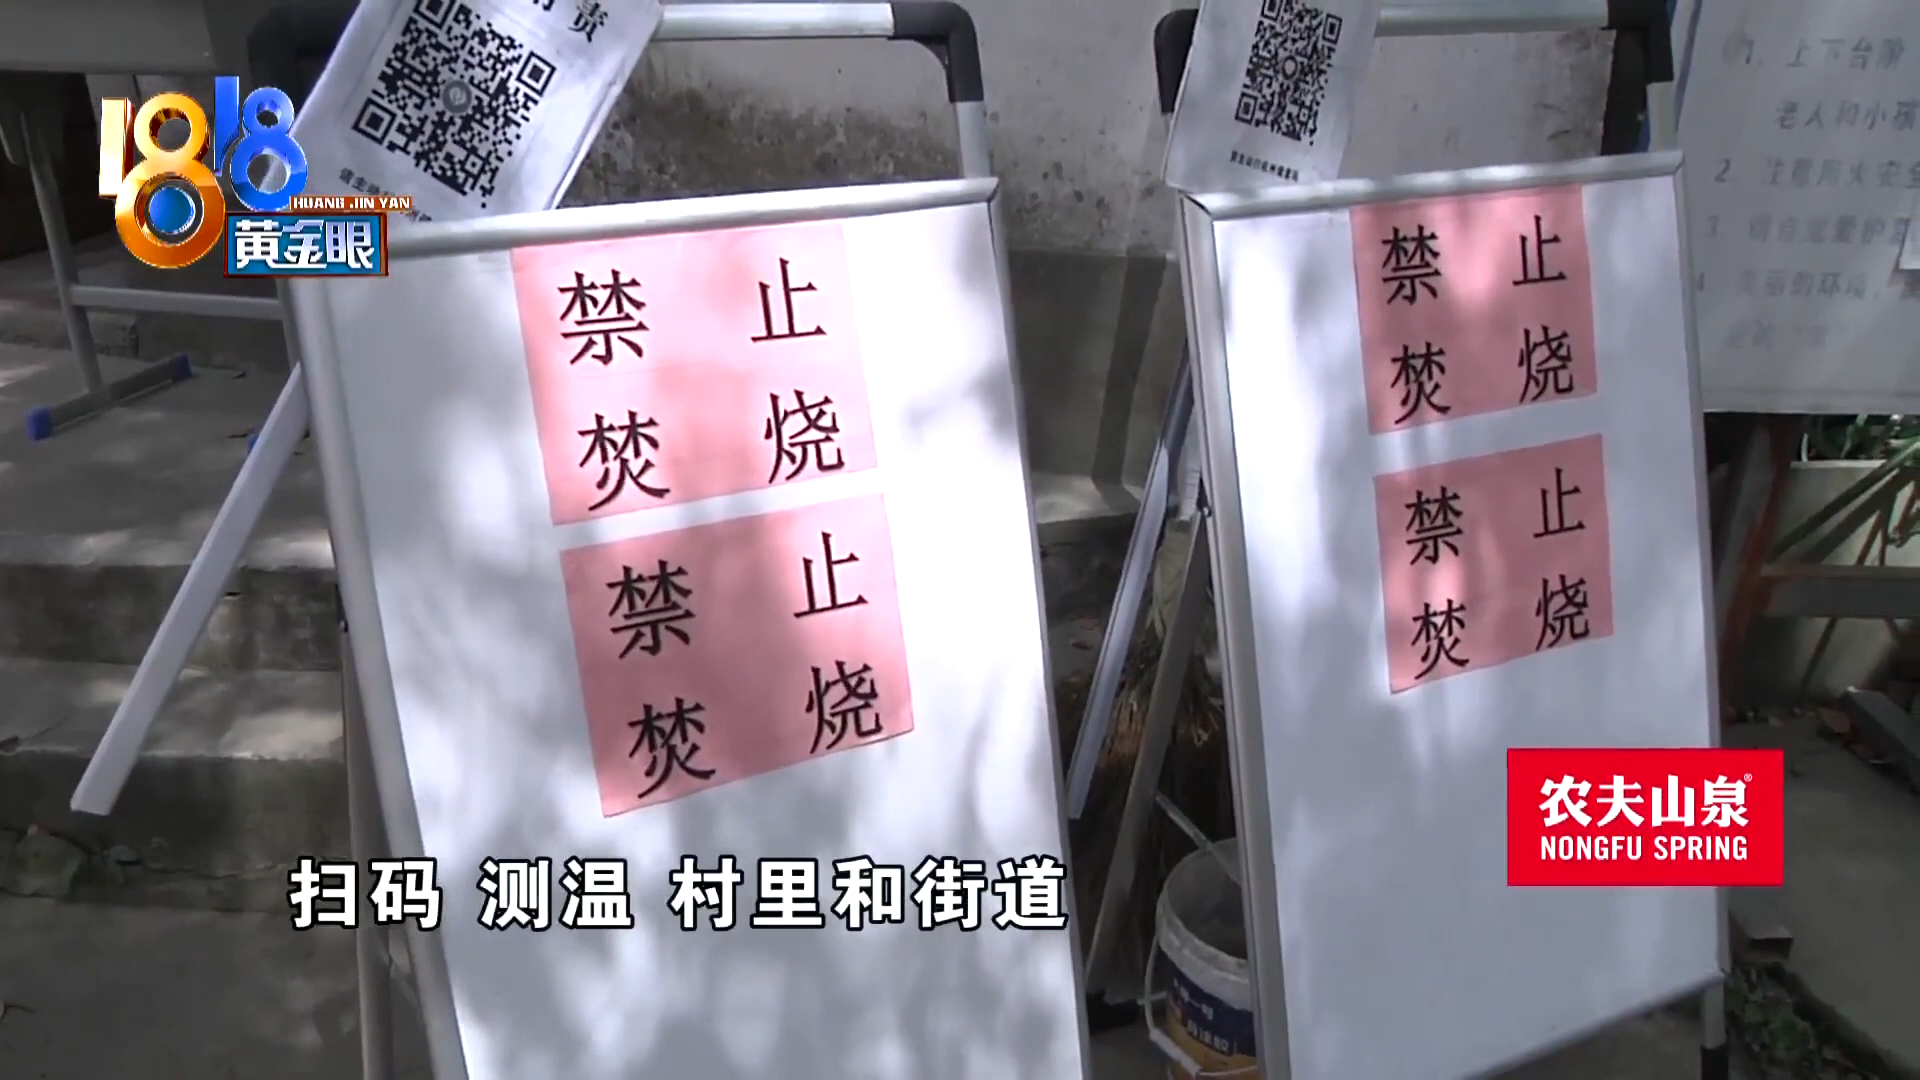 责
1818
HUANG JIN YAN
黄金眼
禁 止
焚 烧
禁 止
焚 烧
禁 止
焚 烧
禁 止
焚 烧
1、上下台阶
老人和小孩
2 注意用火安全
农夫山泉®
NONGFU SPRING
扫码 测温 村里和街道